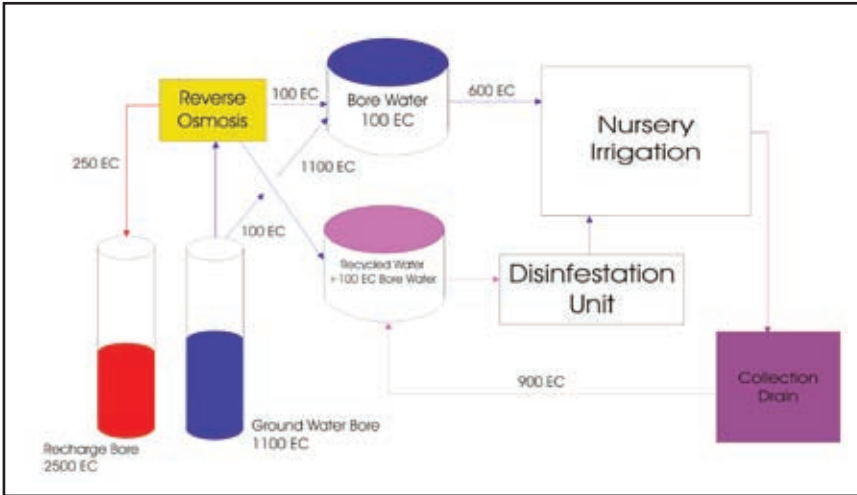 Reverse
Osmosis
100 EC
Bore Water
100 EC
600 EC
Nursery
Irrigation
250 EC
1100 EC
100 EC
Recycled Water
+100 EC Bore Water
Disinfestation
Unit
900 EC
Collection
Drain
Ground Water Bore
1100 EC
Recharge Bore
2500 EC